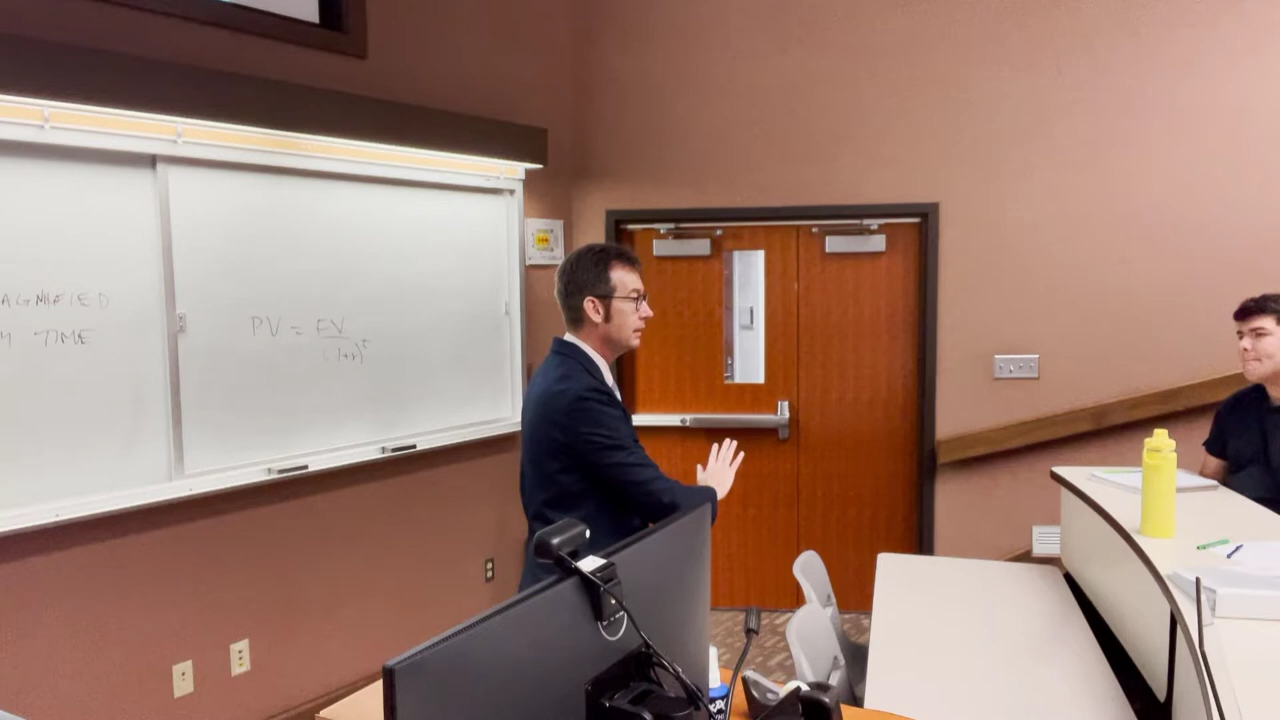 AGNIFIED
TIME
PV = FV
(1+r)^t